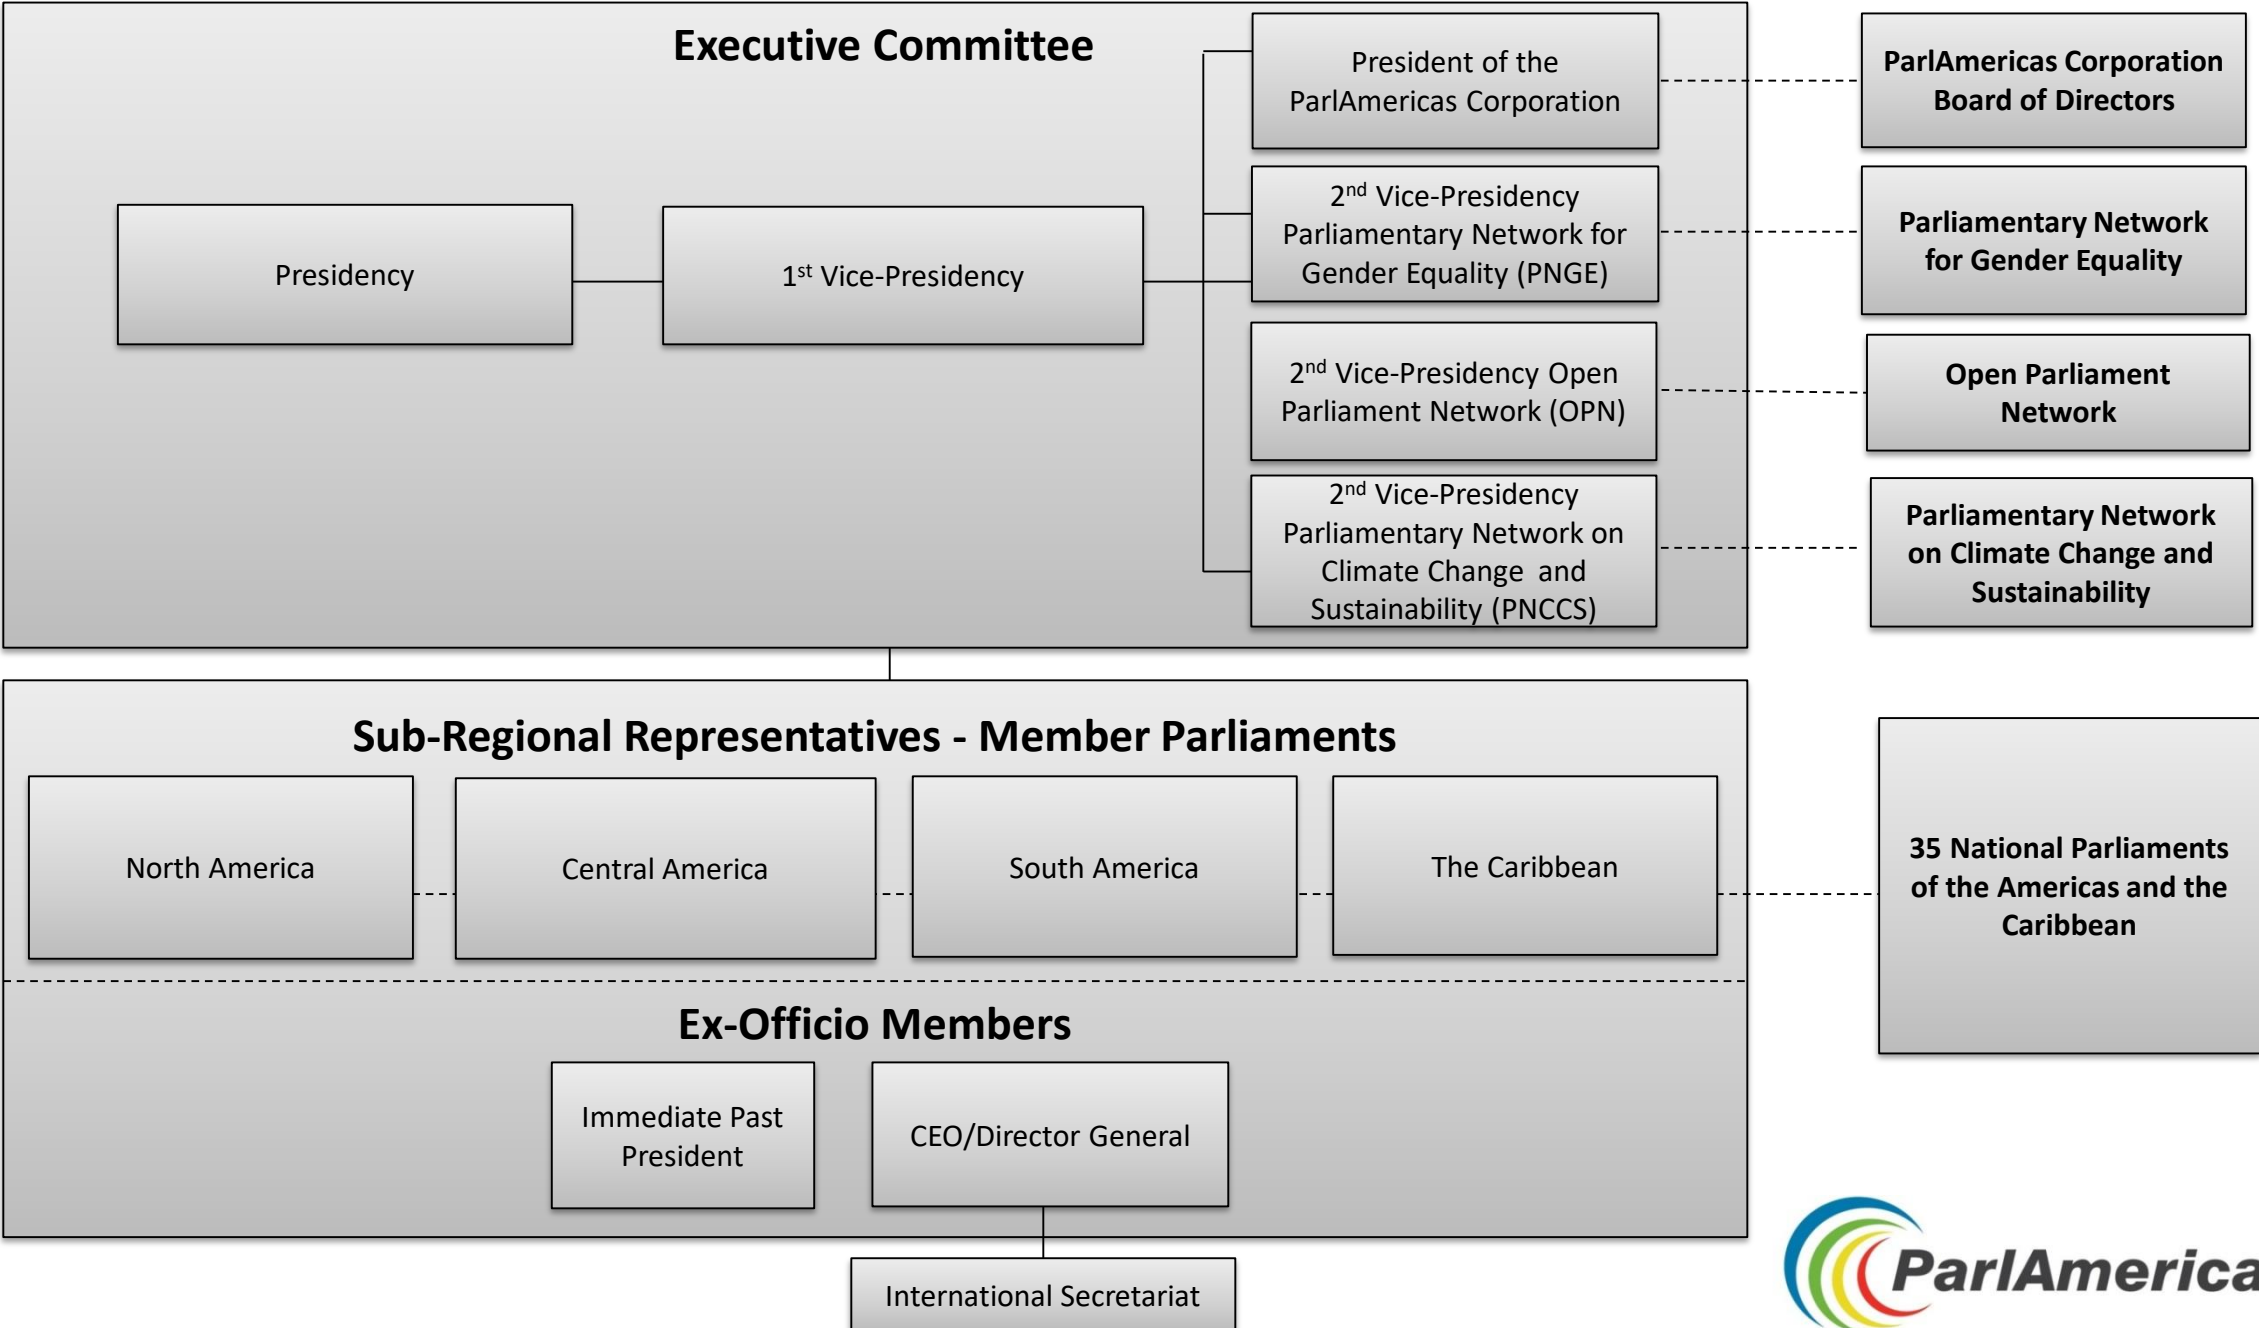 Executive Committee
President of the
ParlAmericas Corporation
ParlAmericas Corporation
Board of Directors
Presidency
1st Vice-Presidency
2nd Vice-Presidency
Parliamentary Network for
Gender Equality (PNGE)
Parliamentary Network
for Gender Equality
2nd Vice-Presidency Open
Parliament Network (OPN)
Open Parliament
Network
2nd Vice-Presidency
Parliamentary Network on
Climate Change and
Sustainability (PNCCS)
Parliamentary Network
on Climate Change and
Sustainability
Sub-Regional Representatives - Member Parliaments
North America
Central America
South America
The Caribbean
35 National Parliaments
of the Americas and the
Caribbean
Ex-Officio Members
Immediate Past
President
CEO/Director General
International Secretariat
ParlAmerica